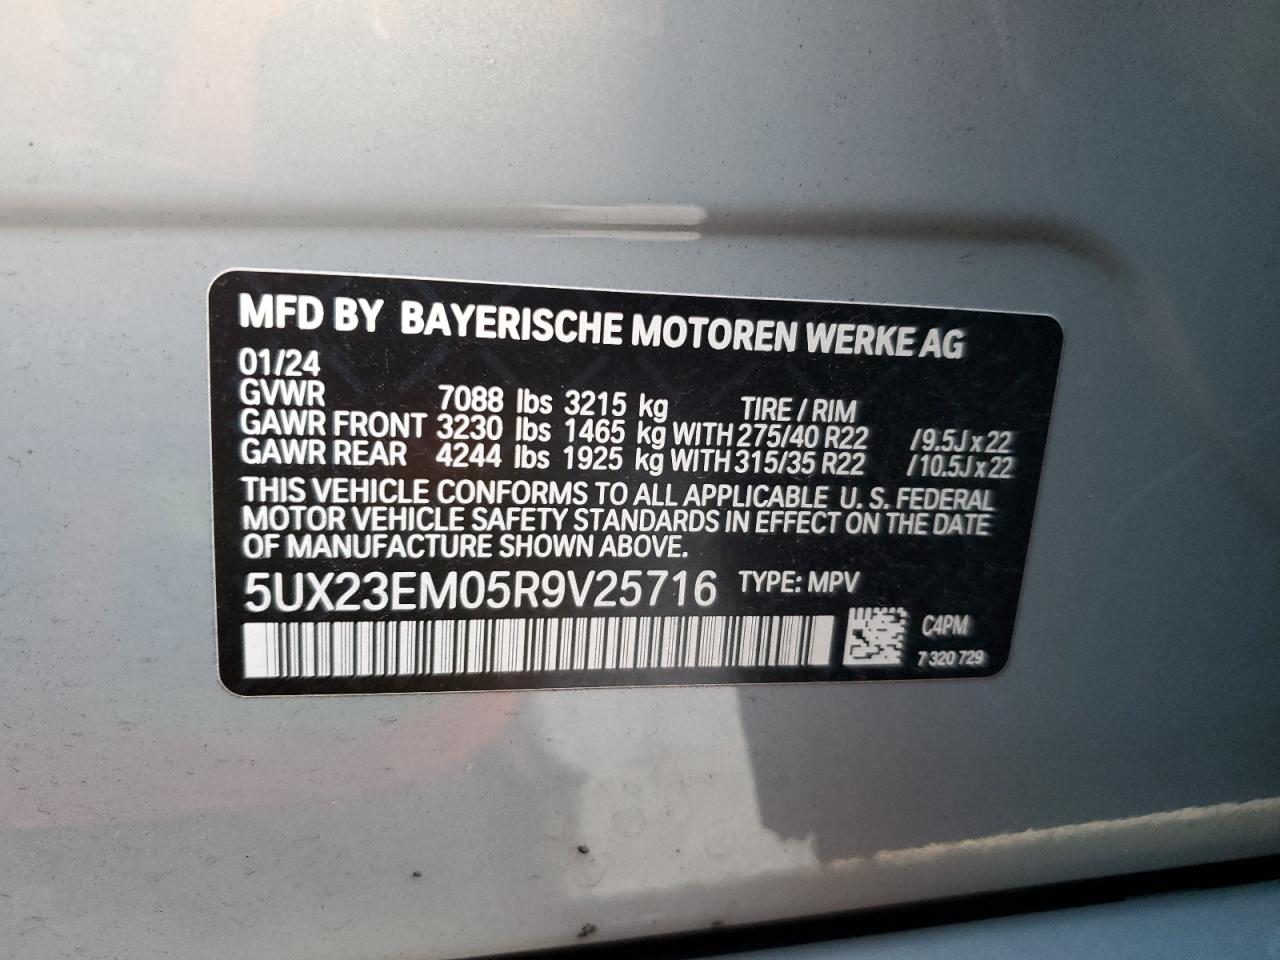 MFD BY BAYERISCHE MOTOREN WERKE AG
01/24
GVWR 7088 lbs 3215 kg TIRE / RIM
GAWR FRONT 3230 lbs 1465 kg WITH 275/40 R22 /9.5J x 22
GAWR REAR 4244 lbs 1925 kg WITH 315/35 R22 /10.5J x 22
THIS VEHICLE CONFORMS TO ALL APPLICABLE U. S. FEDERAL
MOTOR VEHICLE SAFETY STANDARDS IN EFFECT ON THE DATE
OF MANUFACTURE SHOWN ABOVE.
5UX23EM05R9V25716 TYPE: MPV
C4PM
7 320 729